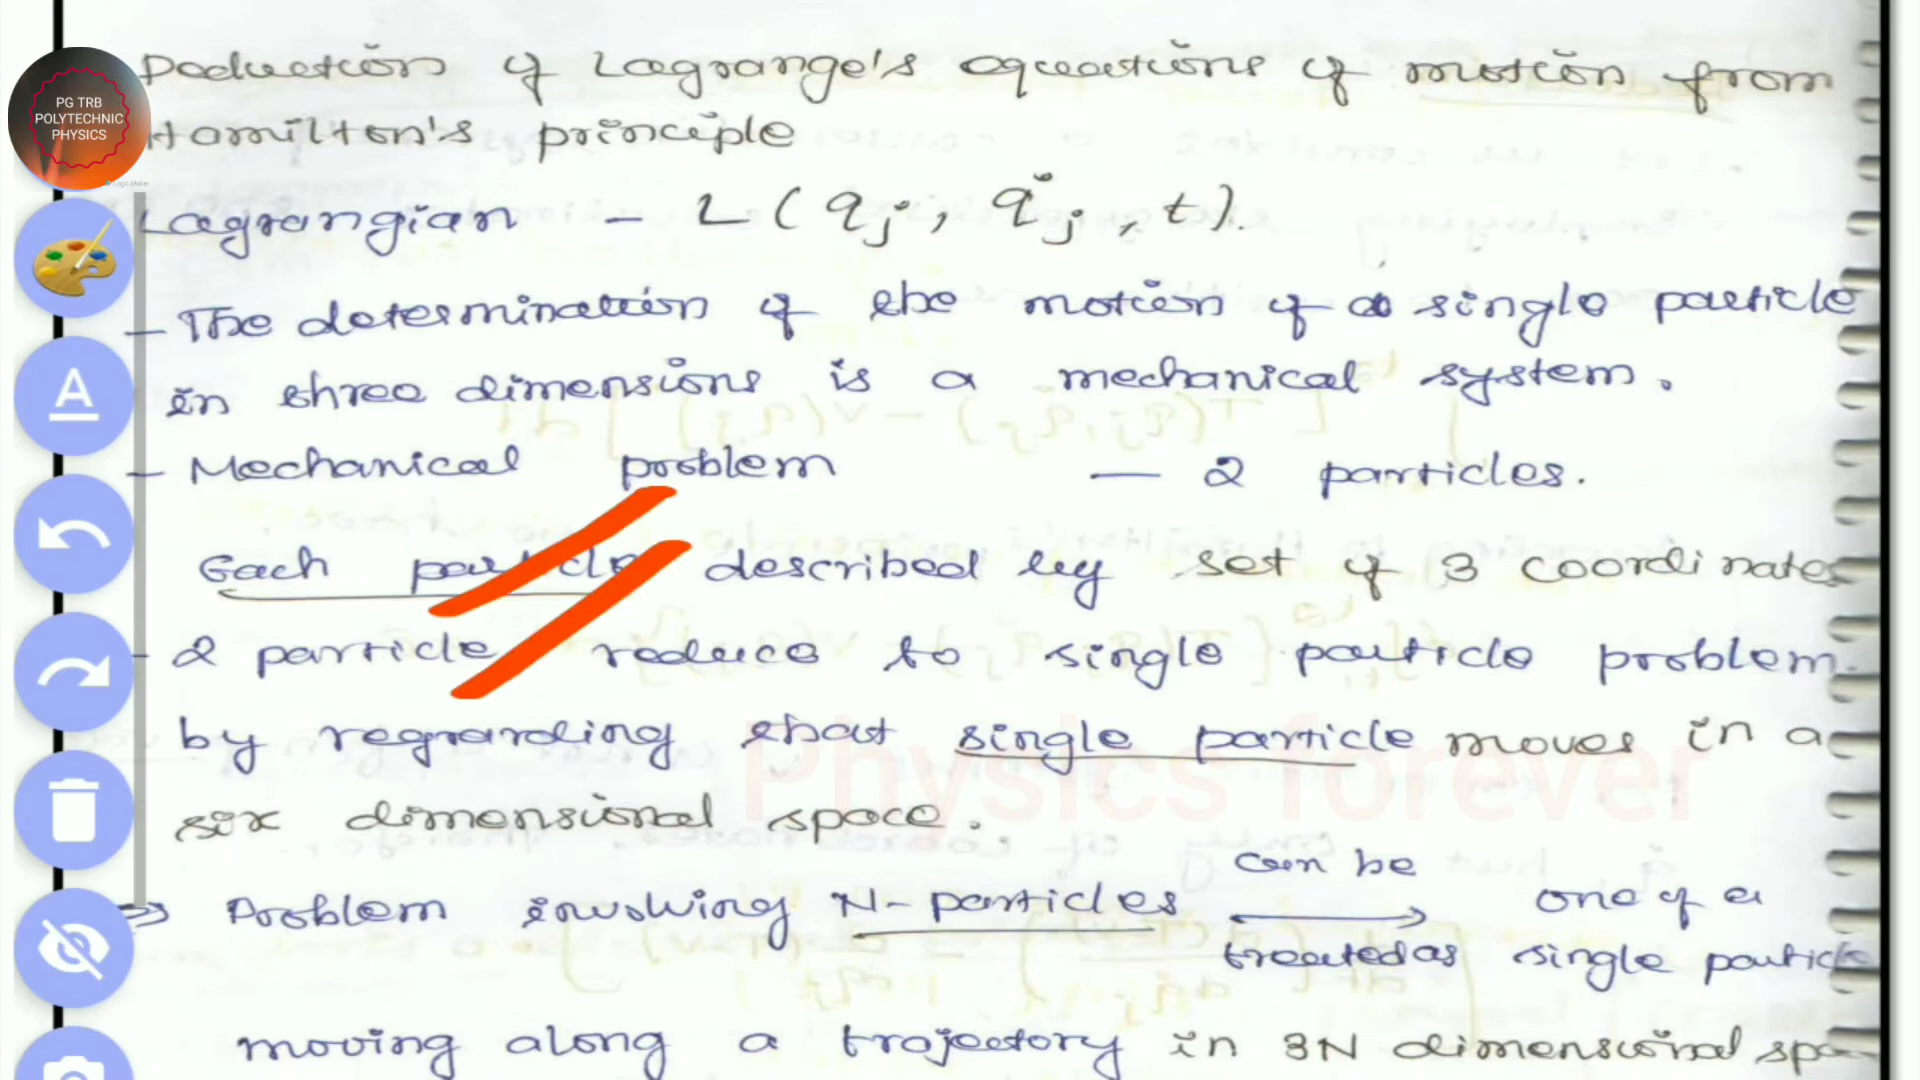 PG TRB
POLYTECHNIC
PHYSICS
Deduction of Lagrange's equations of motion from
Hamilton's principle
Lagrangian - L(qj, q̇j, t).
- The determination of the motion of a single particle
in three dimensions is a mechanical system.
- Mechanical problem — 2 particles.
Each particle described by set of 3 coordinates
- 2 particle reduce to single particle problem.
by regrarding that single particle moves in a
six dimensional space.
⇒ Problem involving N-particles can be treated as one of a single particle
moving along a trajectory in 3N dimensional
Physics forever